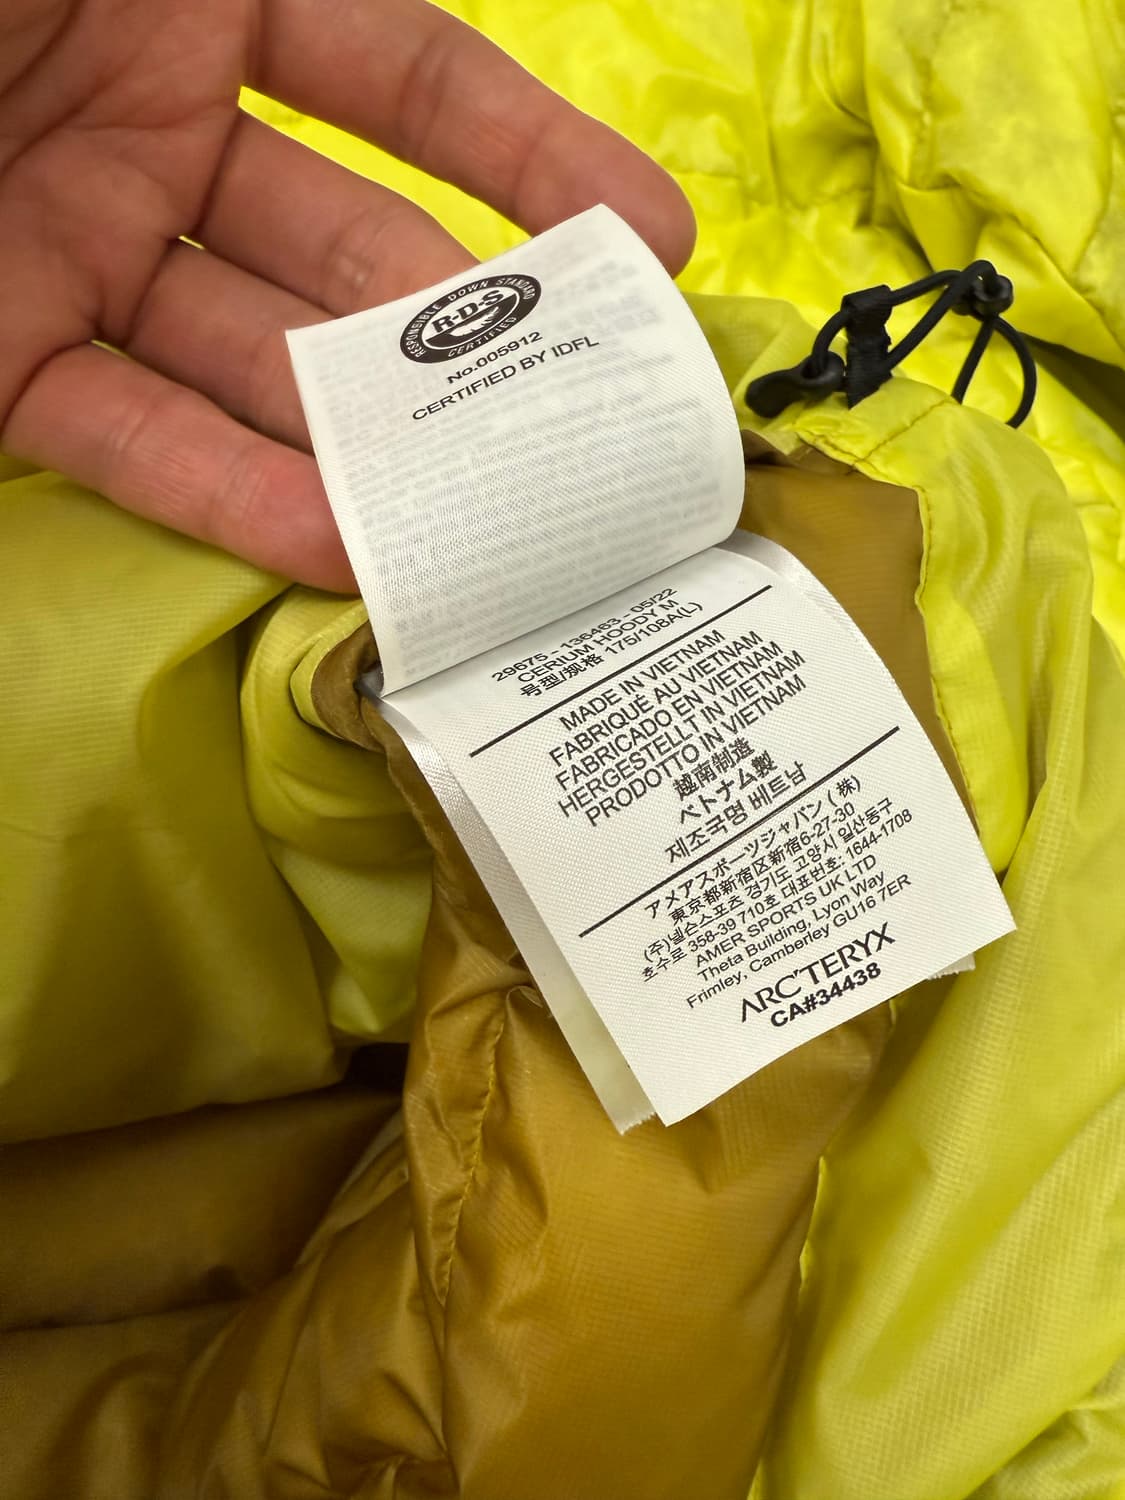 RESPONSIBLE DOWN STANDARD
R·D·S
CERTIFIED
No.005912
CERTIFIED BY IDFL
29675 - 136463 - 05/22
CERIUM HOODY M
号型/规格 175/108A(L)
MADE IN VIETNAM
FABRIQUÉ AU VIETNAM
FABRICADO EN VIETNAM
HERGESTELLT IN VIETNAM
PRODOTTO IN VIETNAM
越南制造
ベトナム製
제조국명 베트남
アメアスポーツジャパン (株)
東京都新宿区新宿6-27-30
(주)넬슨스포츠 경기도 고양시 일산동구
호수로 358-39 710호 대표번호: 1644-1708
AMER SPORTS UK LTD
Theta Building, Lyon Way
Frimley, Camberley GU16 7ER
ARC'TERYX
CA#34438